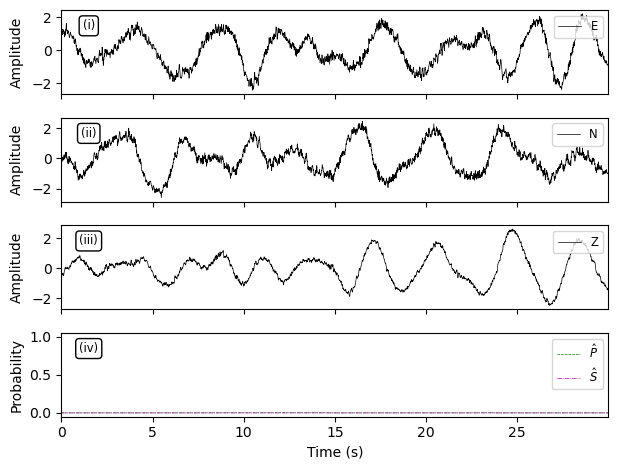 Amplitude
2
0
−2
(i)
E
Amplitude
2
0
−2
(ii)
N
Amplitude
2
0
−2
(iii)
Z
Probability
1.0
0.5
0.0
(iv)
P̂
Ŝ
0 5 10 15 20 25
Time (s)